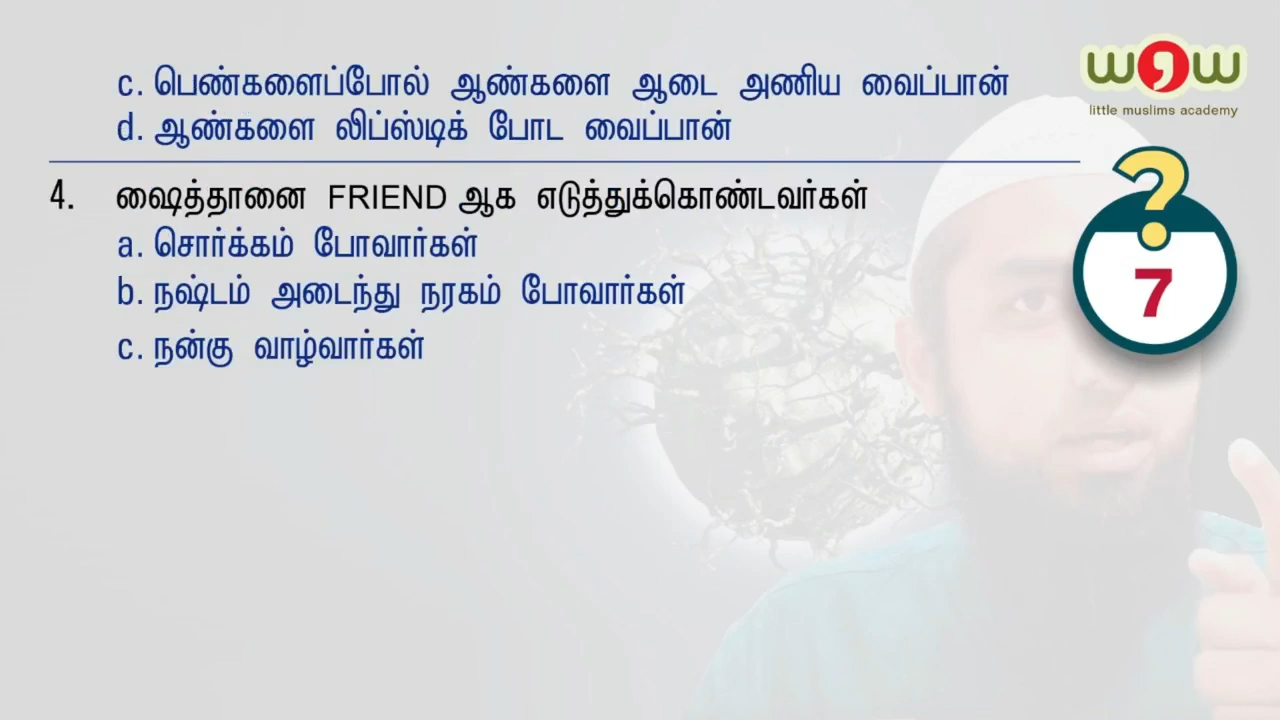 c. பெண்களைப்போல் ஆண்களை ஆடை அணிய வைப்பான்
d. ஆண்களை லிப்ஸ்டிக் போட வைப்பான்
4. ஷைத்தானை FRIEND ஆக எடுத்துக்கொண்டவர்கள்
a. சொர்க்கம் போவார்கள்
b. நஷ்டம் அடைந்து நரகம் போவார்கள்
c. நன்கு வாழ்வார்கள்
wow
little muslims academy
?
7